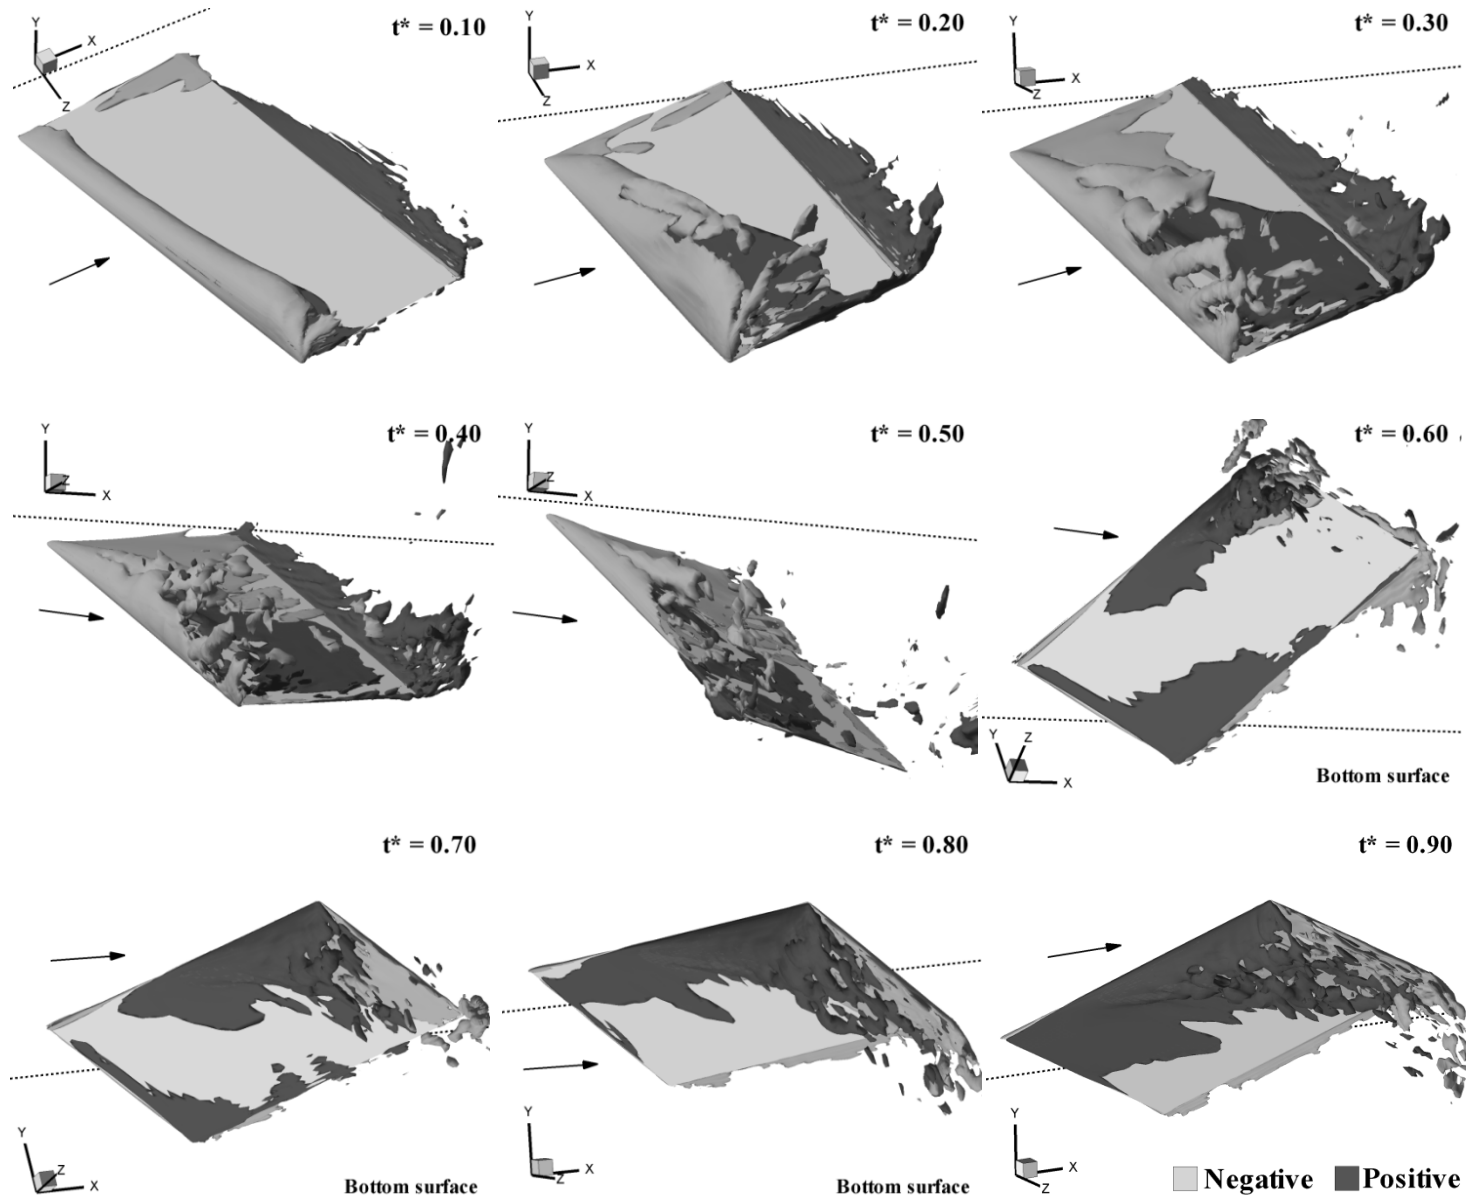 t* = 0.10
Y
X
Z
t* = 0.20
Y
X
Z
t* = 0.30
Y
X
Z
t* = 0.40
Y
Z
X
t* = 0.50
Y
Z
X
t* = 0.60
Y
Z
X
Bottom surface
t* = 0.70
Y
Z
X
Bottom surface
t* = 0.80
Y
X
Z
Bottom surface
t* = 0.90
Y
X
Z
Negative Positive